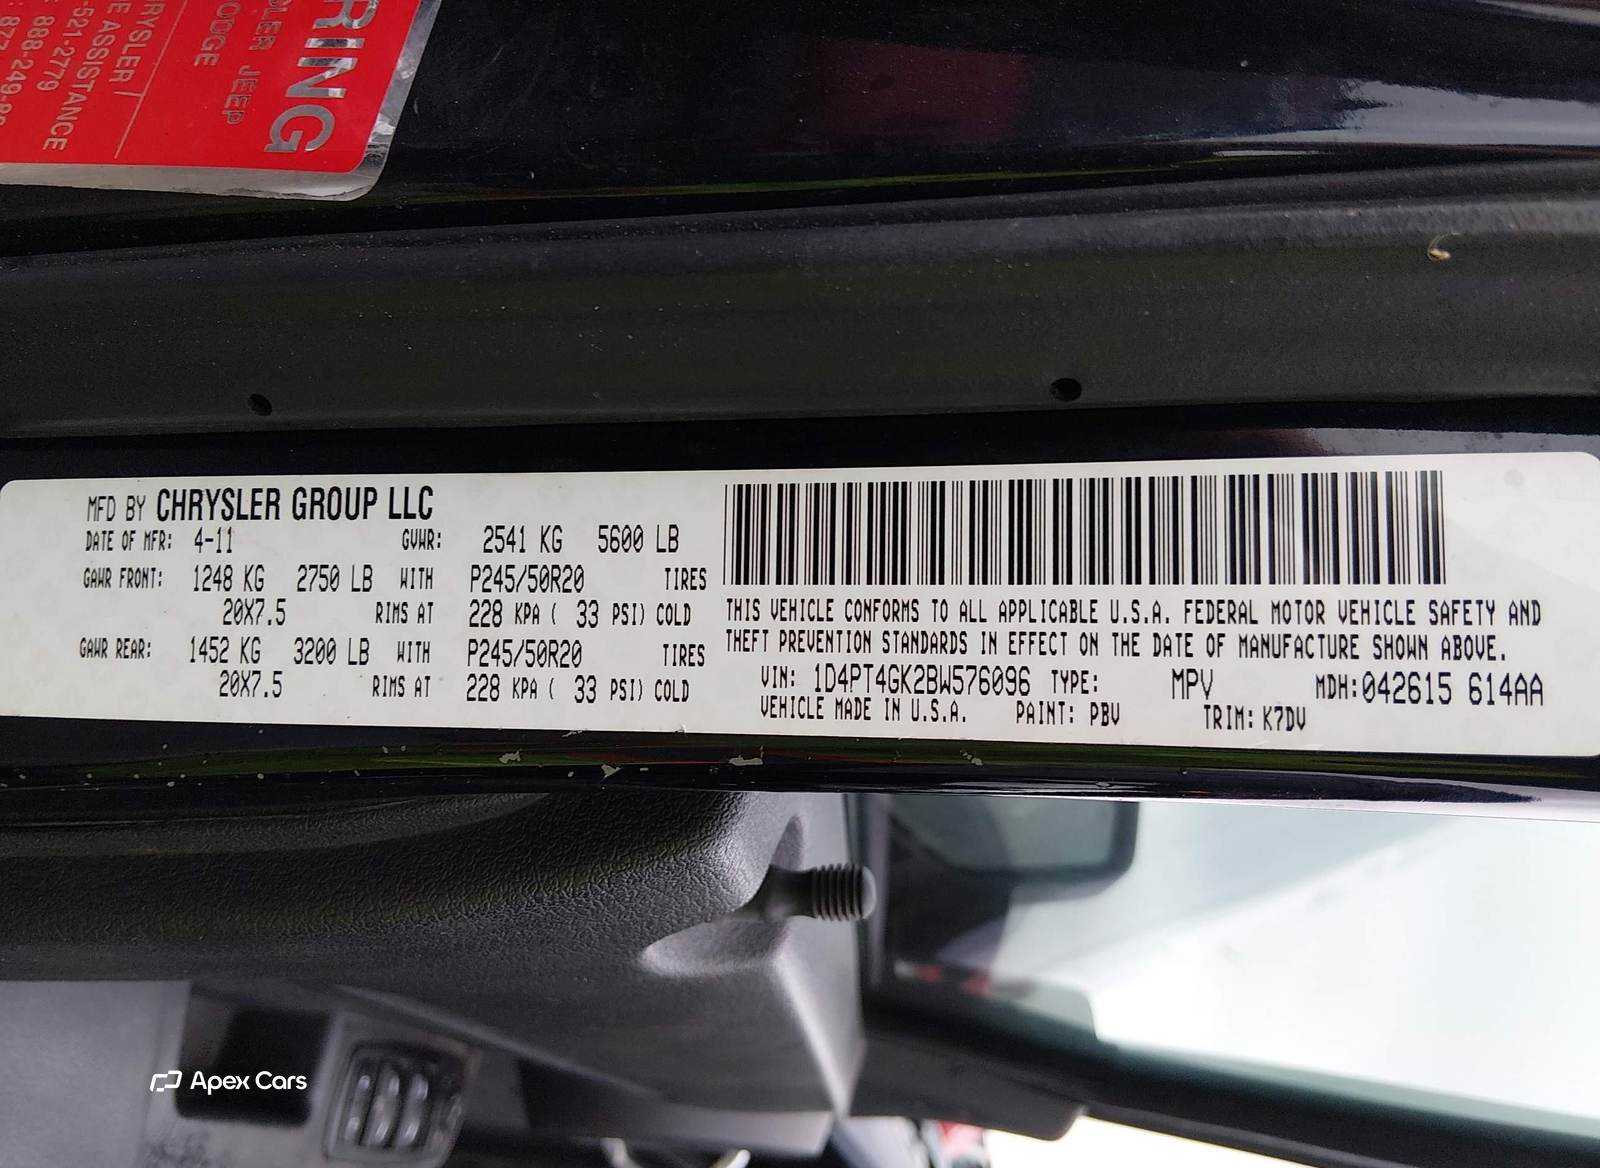 RING
DLER JEEP
ODGE
RYSLER /
E ASSISTANCE
-521-2779
: 888-249-
: 877
MFD BY CHRYSLER GROUP LLC
DATE OF MFR: 4-11 GVWR: 2541 KG 5600 LB
GAWR FRONT: 1248 KG 2750 LB WITH P245/50R20 TIRES
20X7.5 RIMS AT 228 KPA ( 33 PSI) COLD
GAWR REAR: 1452 KG 3200 LB WITH P245/50R20 TIRES
20X7.5 RIMS AT 228 KPA ( 33 PSI) COLD
THIS VEHICLE CONFORMS TO ALL APPLICABLE U.S.A. FEDERAL MOTOR VEHICLE SAFETY AND
THEFT PREVENTION STANDARDS IN EFFECT ON THE DATE OF MANUFACTURE SHOWN ABOVE.
VIN: 1D4PT4GK2BW576096 TYPE: MPV MDH:042615 614AA
VEHICLE MADE IN U.S.A. PAINT: PBV TRIM: K7DV
Apex Cars